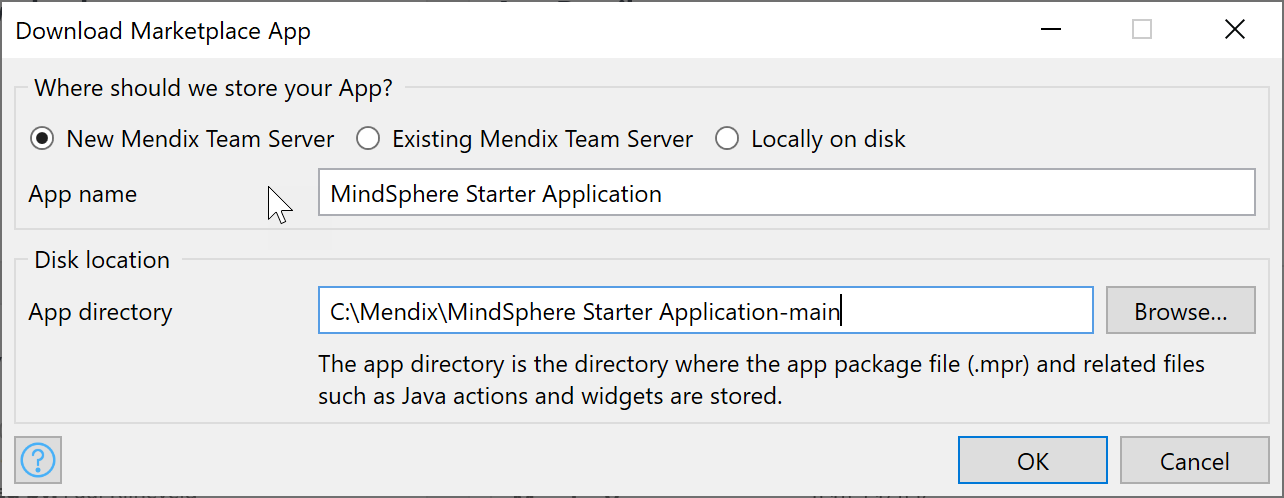 Download Marketplace App
Where should we store your App?
New Mendix Team Server Existing Mendix Team Server Locally on disk
App name MindSphere Starter Application
Disk location
App directory C:\Mendix\MindSphere Starter Application-main Browse...
The app directory is the directory where the app package file (.mpr) and related files
such as Java actions and widgets are stored.
? OK Cancel